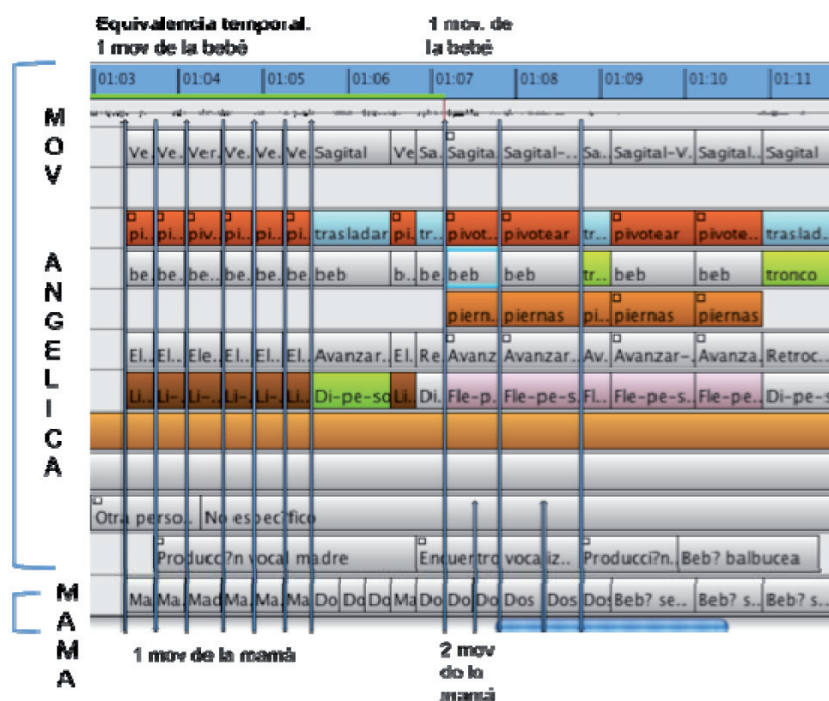 Equivalencia temporal.
1 mov de la bebé
1 mov. de
la bebé
01:03 01:04 01:05 01:06 01:07 01:08 01:09 01:10 01:11
MOV ANGELICA
Ve. Ve.. Ver.. Ve.. Ve.. Ve. Sagital Ve Sa.. Sagita.. Sagital-.. Sa.. Sagital-V.. Sagital.. Sagital
pi.. pi.. piv.. pi.. pi.. pi.. trasladar pi.. tr.. pivot.. pivotear tr.. pivotear pivote.. traslad..
be.. be.. be.. be.. be.. be.. beb b.. be.. beb beb tr.. beb beb tronco
piern.. piernas pi.. piernas piernas
El.. El.. Ele.. El.. El.. El.. Avanzar.. El. Re.. Avanz Avanzar.. Av.. Avanzar-.. Avanza.. Retroc..
Li.. Li-.. Li-.. Li-.. Li-.. Li.. Di-pe-so Li.. Di.. Fle-p.. Fle-pe-s.. Fl.. Fle-pe-s.. Fle-pe.. Di-pe-s
Otra perso.. No específico
Producci?n vocal madre Encuentro vocaliz.. Producci?n.. Beb? balbucea
MAMA
Ma.. Ma.. Mad Ma.. Ma.. Ma Do Do Do Ma Do Do Do Dos Dos Dos Beb? se.. Beb? s.. Beb? s..
1 mov de la mamá
2 mov
de la
mamá